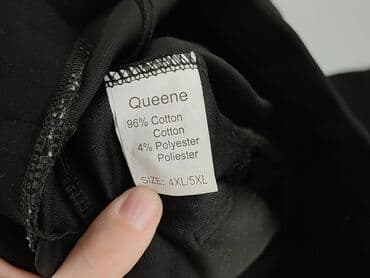 Queene
96% Cotton
Cotton
4% Polyester
Poliester
SIZE: 4XL/5XL